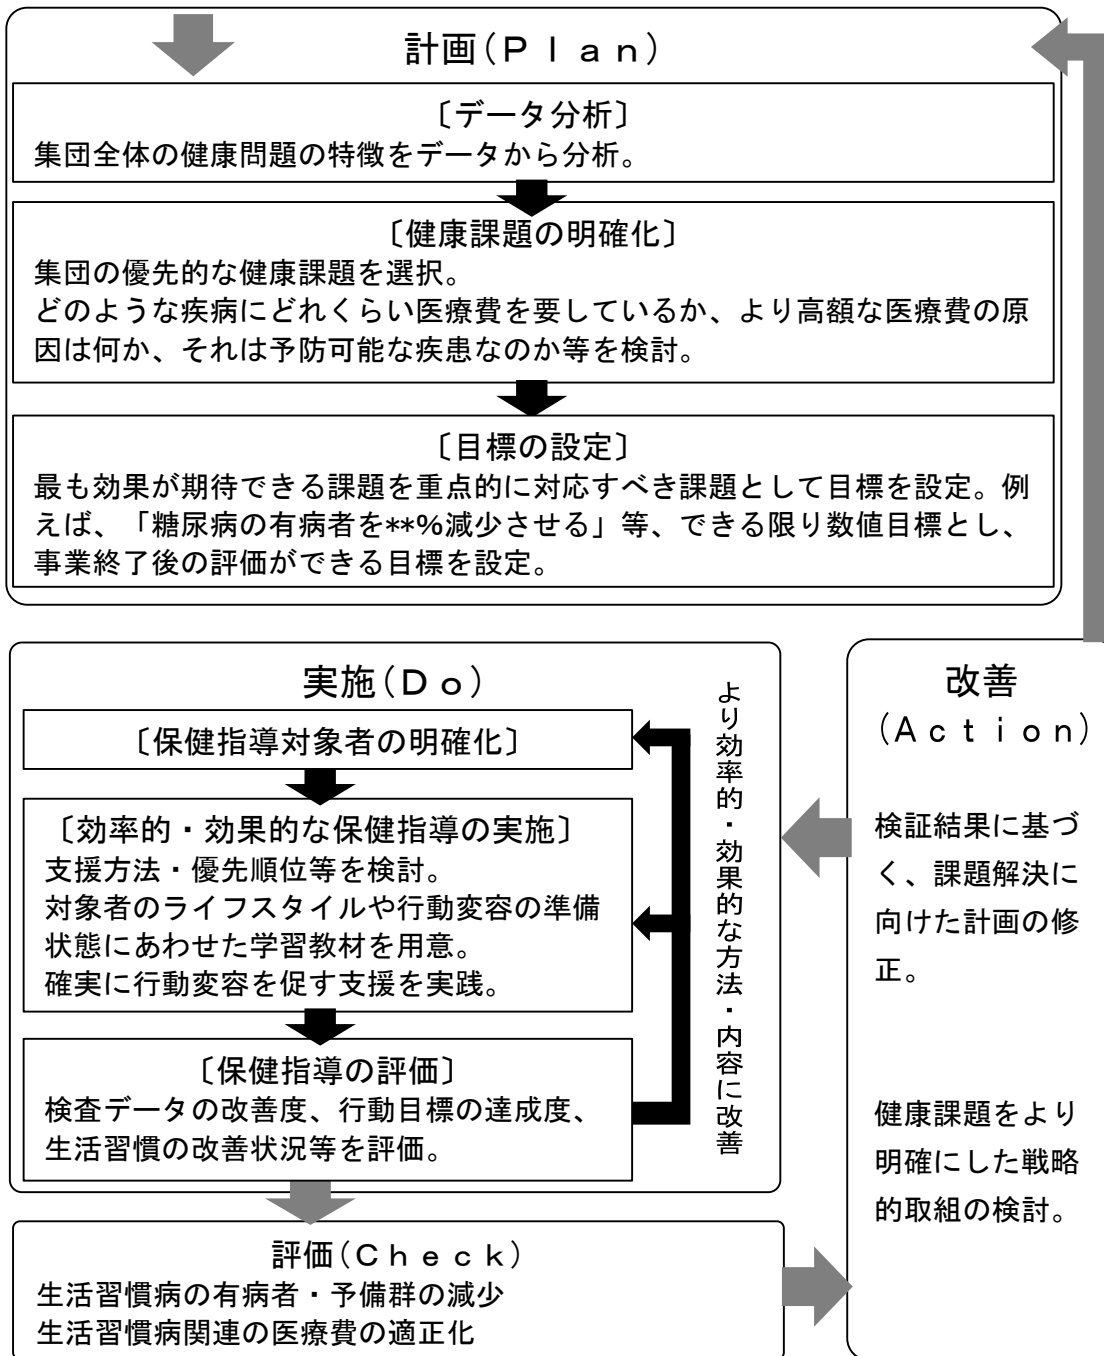 計画(Ｐｌａｎ)
〔データ分析〕
集団全体の健康問題の特徴をデータから分析。
〔健康課題の明確化〕
集団の優先的な健康課題を選択。
どのような疾病にどれくらい医療費を要しているか、より高額な医療費の原
因は何か、それは予防可能な疾患なのか等を検討。
〔目標の設定〕
最も効果が期待できる課題を重点的に対応すべき課題として目標を設定。例
えば、「糖尿病の有病者を**%減少させる」等、できる限り数値目標とし、
事業終了後の評価ができる目標を設定。
実施(Ｄｏ)
〔保健指導対象者の明確化〕
〔効率的・効果的な保健指導の実施〕
支援方法・優先順位等を検討。
対象者のライフスタイルや行動変容の準備
状態にあわせた学習教材を用意。
確実に行動変容を促す支援を実践。
〔保健指導の評価〕
検査データの改善度、行動目標の達成度、
生活習慣の改善状況等を評価。
より効率的・効果的な方法・内容に改善
評価(Ｃｈｅｃｋ)
生活習慣病の有病者・予備群の減少
生活習慣病関連の医療費の適正化
改善
(Ａｃｔｉｏｎ)
検証結果に基づ
く、課題解決に
向けた計画の修
正。
健康課題をより
明確にした戦略
的取組の検討。